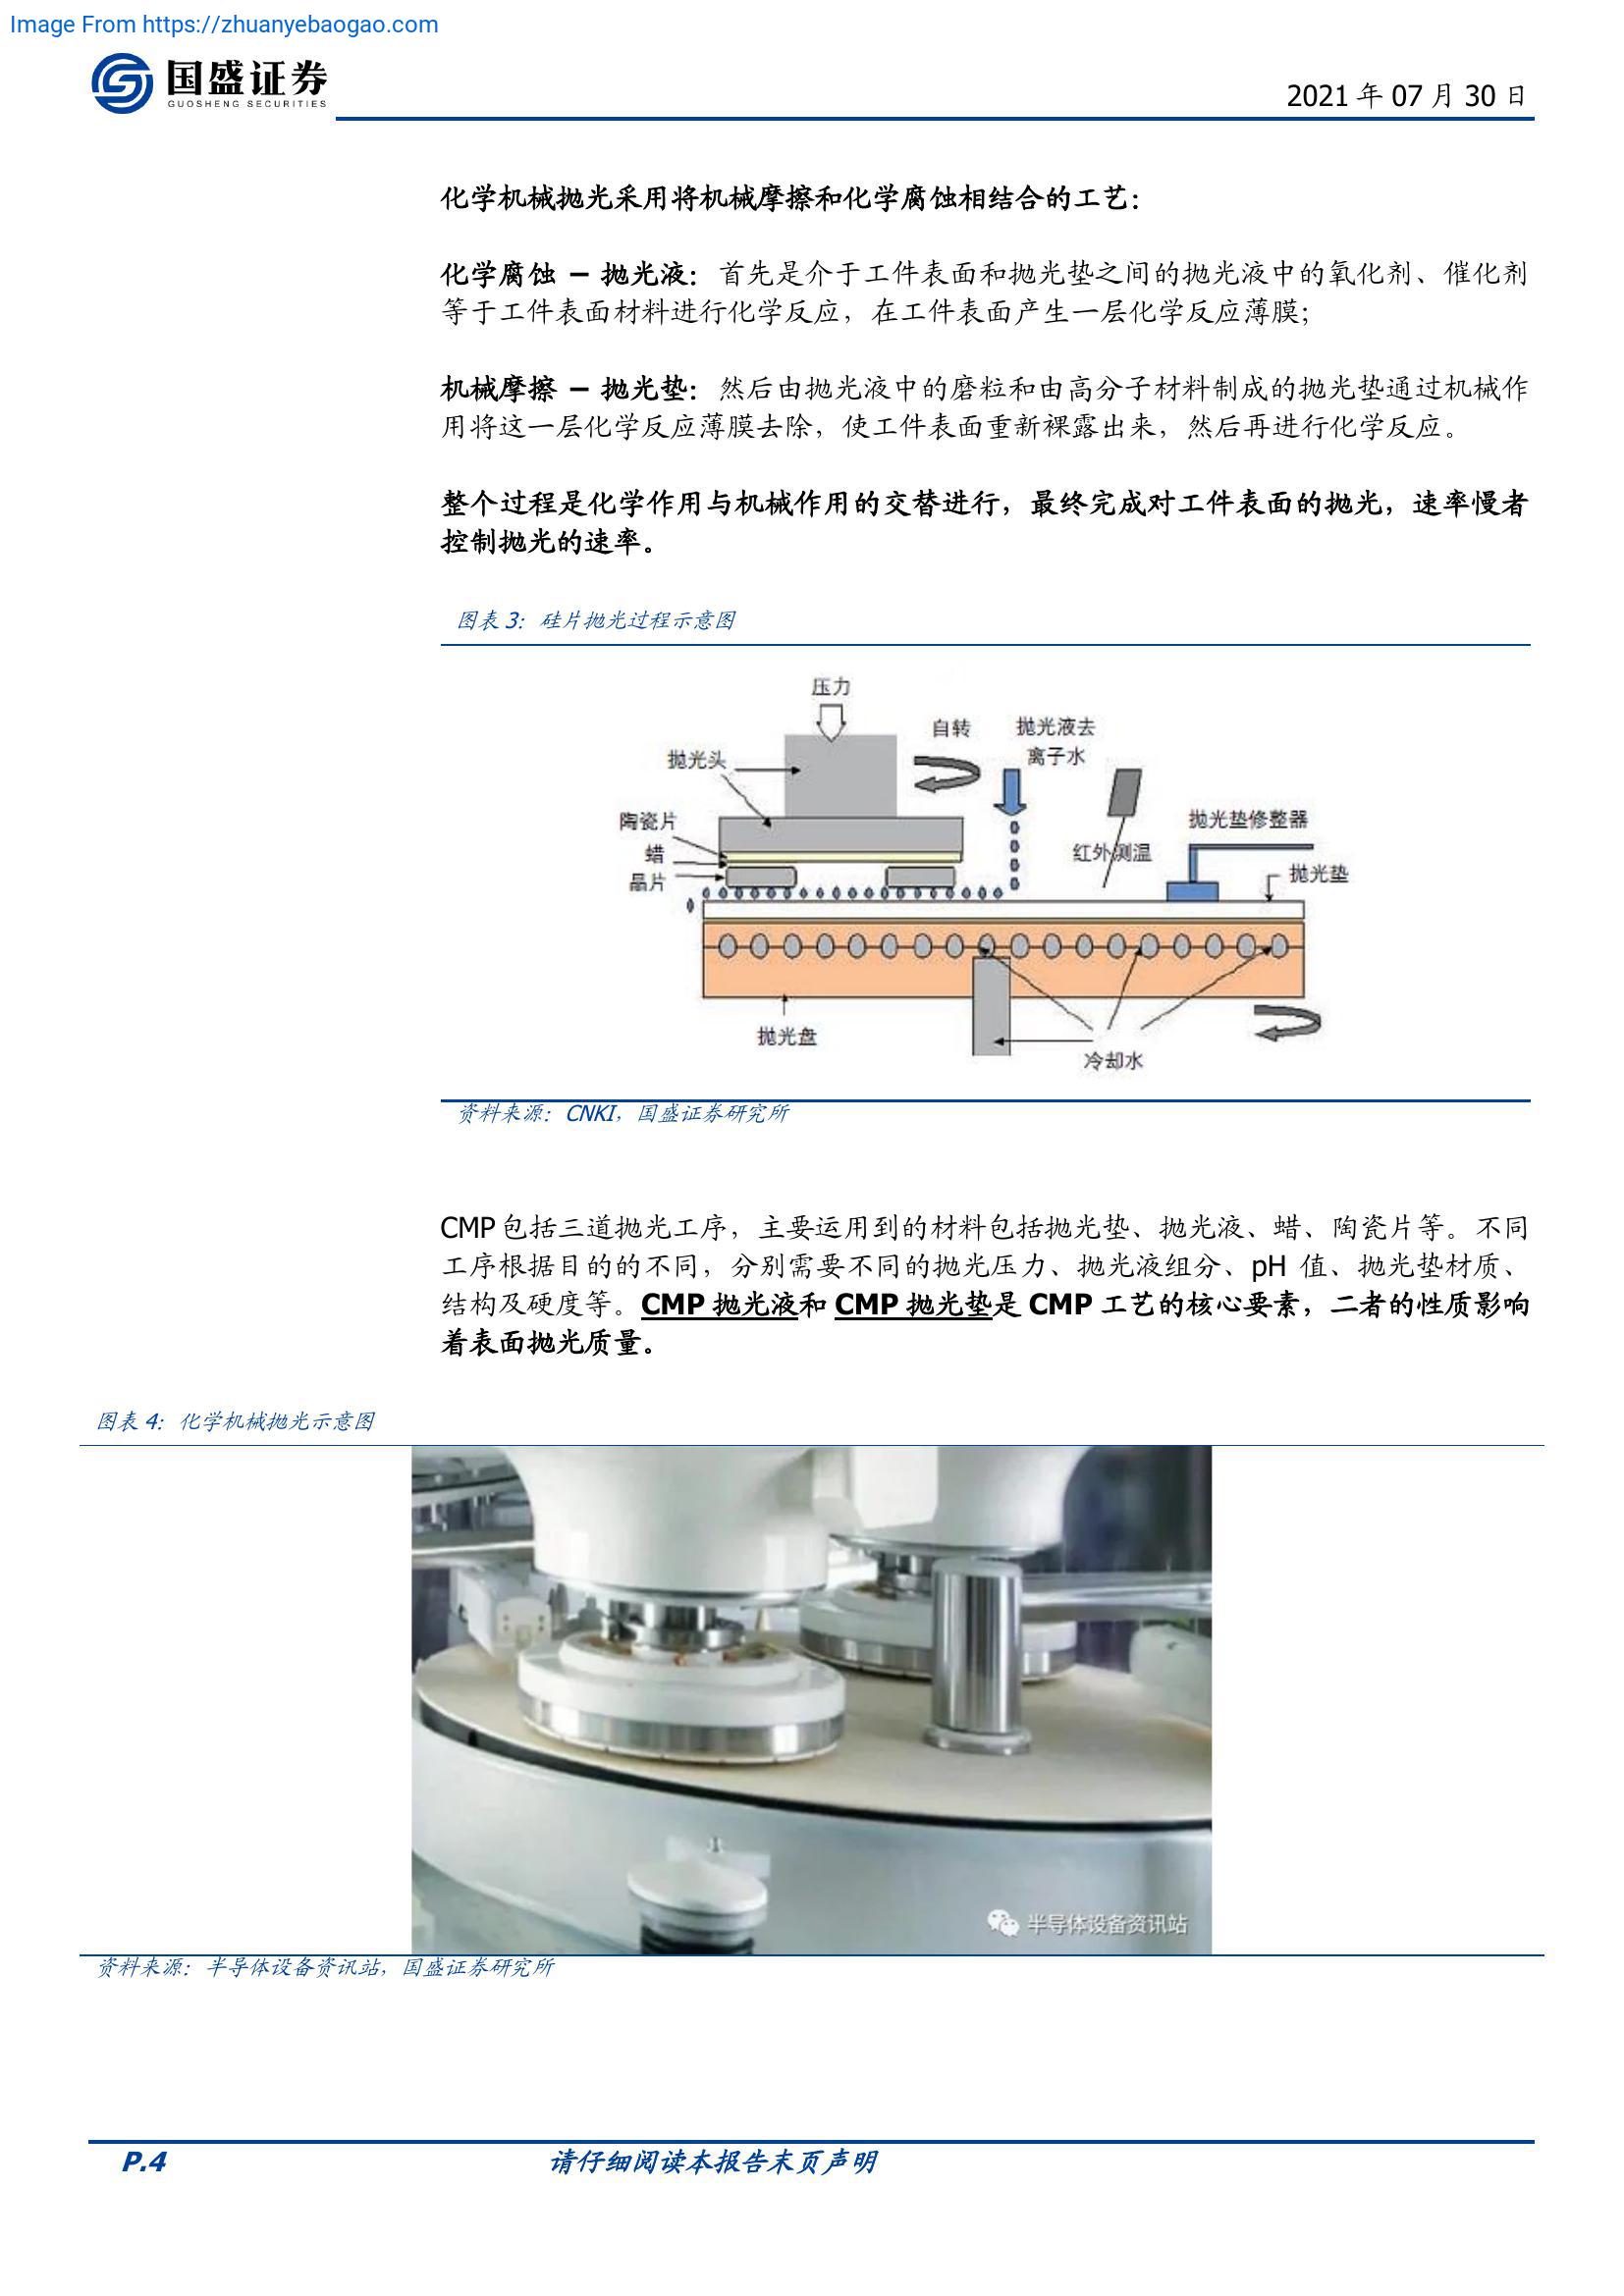 Image From https://zhuanyebaogao.com
国盛证券
GUOSHENG SECURITIES
2021 年 07 月 30 日
化学机械抛光采用将机械摩擦和化学腐蚀相结合的工艺：
化学腐蚀 – 抛光液：首先是介于工件表面和抛光垫之间的抛光液中的氧化剂、催化剂
等于工件表面材料进行化学反应，在工件表面产生一层化学反应薄膜；
机械摩擦 – 抛光垫：然后由抛光液中的磨粒和由高分子材料制成的抛光垫通过机械作
用将这一层化学反应薄膜去除，使工件表面重新裸露出来，然后再进行化学反应。
整个过程是化学作用与机械作用的交替进行，最终完成对工件表面的抛光，速率慢者
控制抛光的速率。
图表 3：硅片抛光过程示意图
压力
自转
抛光液去
离子水
抛光头
陶瓷片
蜡
晶片
红外测温
抛光垫修整器
抛光垫
抛光盘
冷却水
资料来源：CNKI，国盛证券研究所
CMP 包括三道抛光工序，主要运用到的材料包括抛光垫、抛光液、蜡、陶瓷片等。不同
工序根据目的的不同，分别需要不同的抛光压力、抛光液组分、pH 值、抛光垫材质、
结构及硬度等。CMP 抛光液和 CMP 抛光垫是 CMP 工艺的核心要素，二者的性质影响
着表面抛光质量。
图表 4：化学机械抛光示意图
半导体设备资讯站
资料来源：半导体设备资讯站，国盛证券研究所
P.4
请仔细阅读本报告末页声明